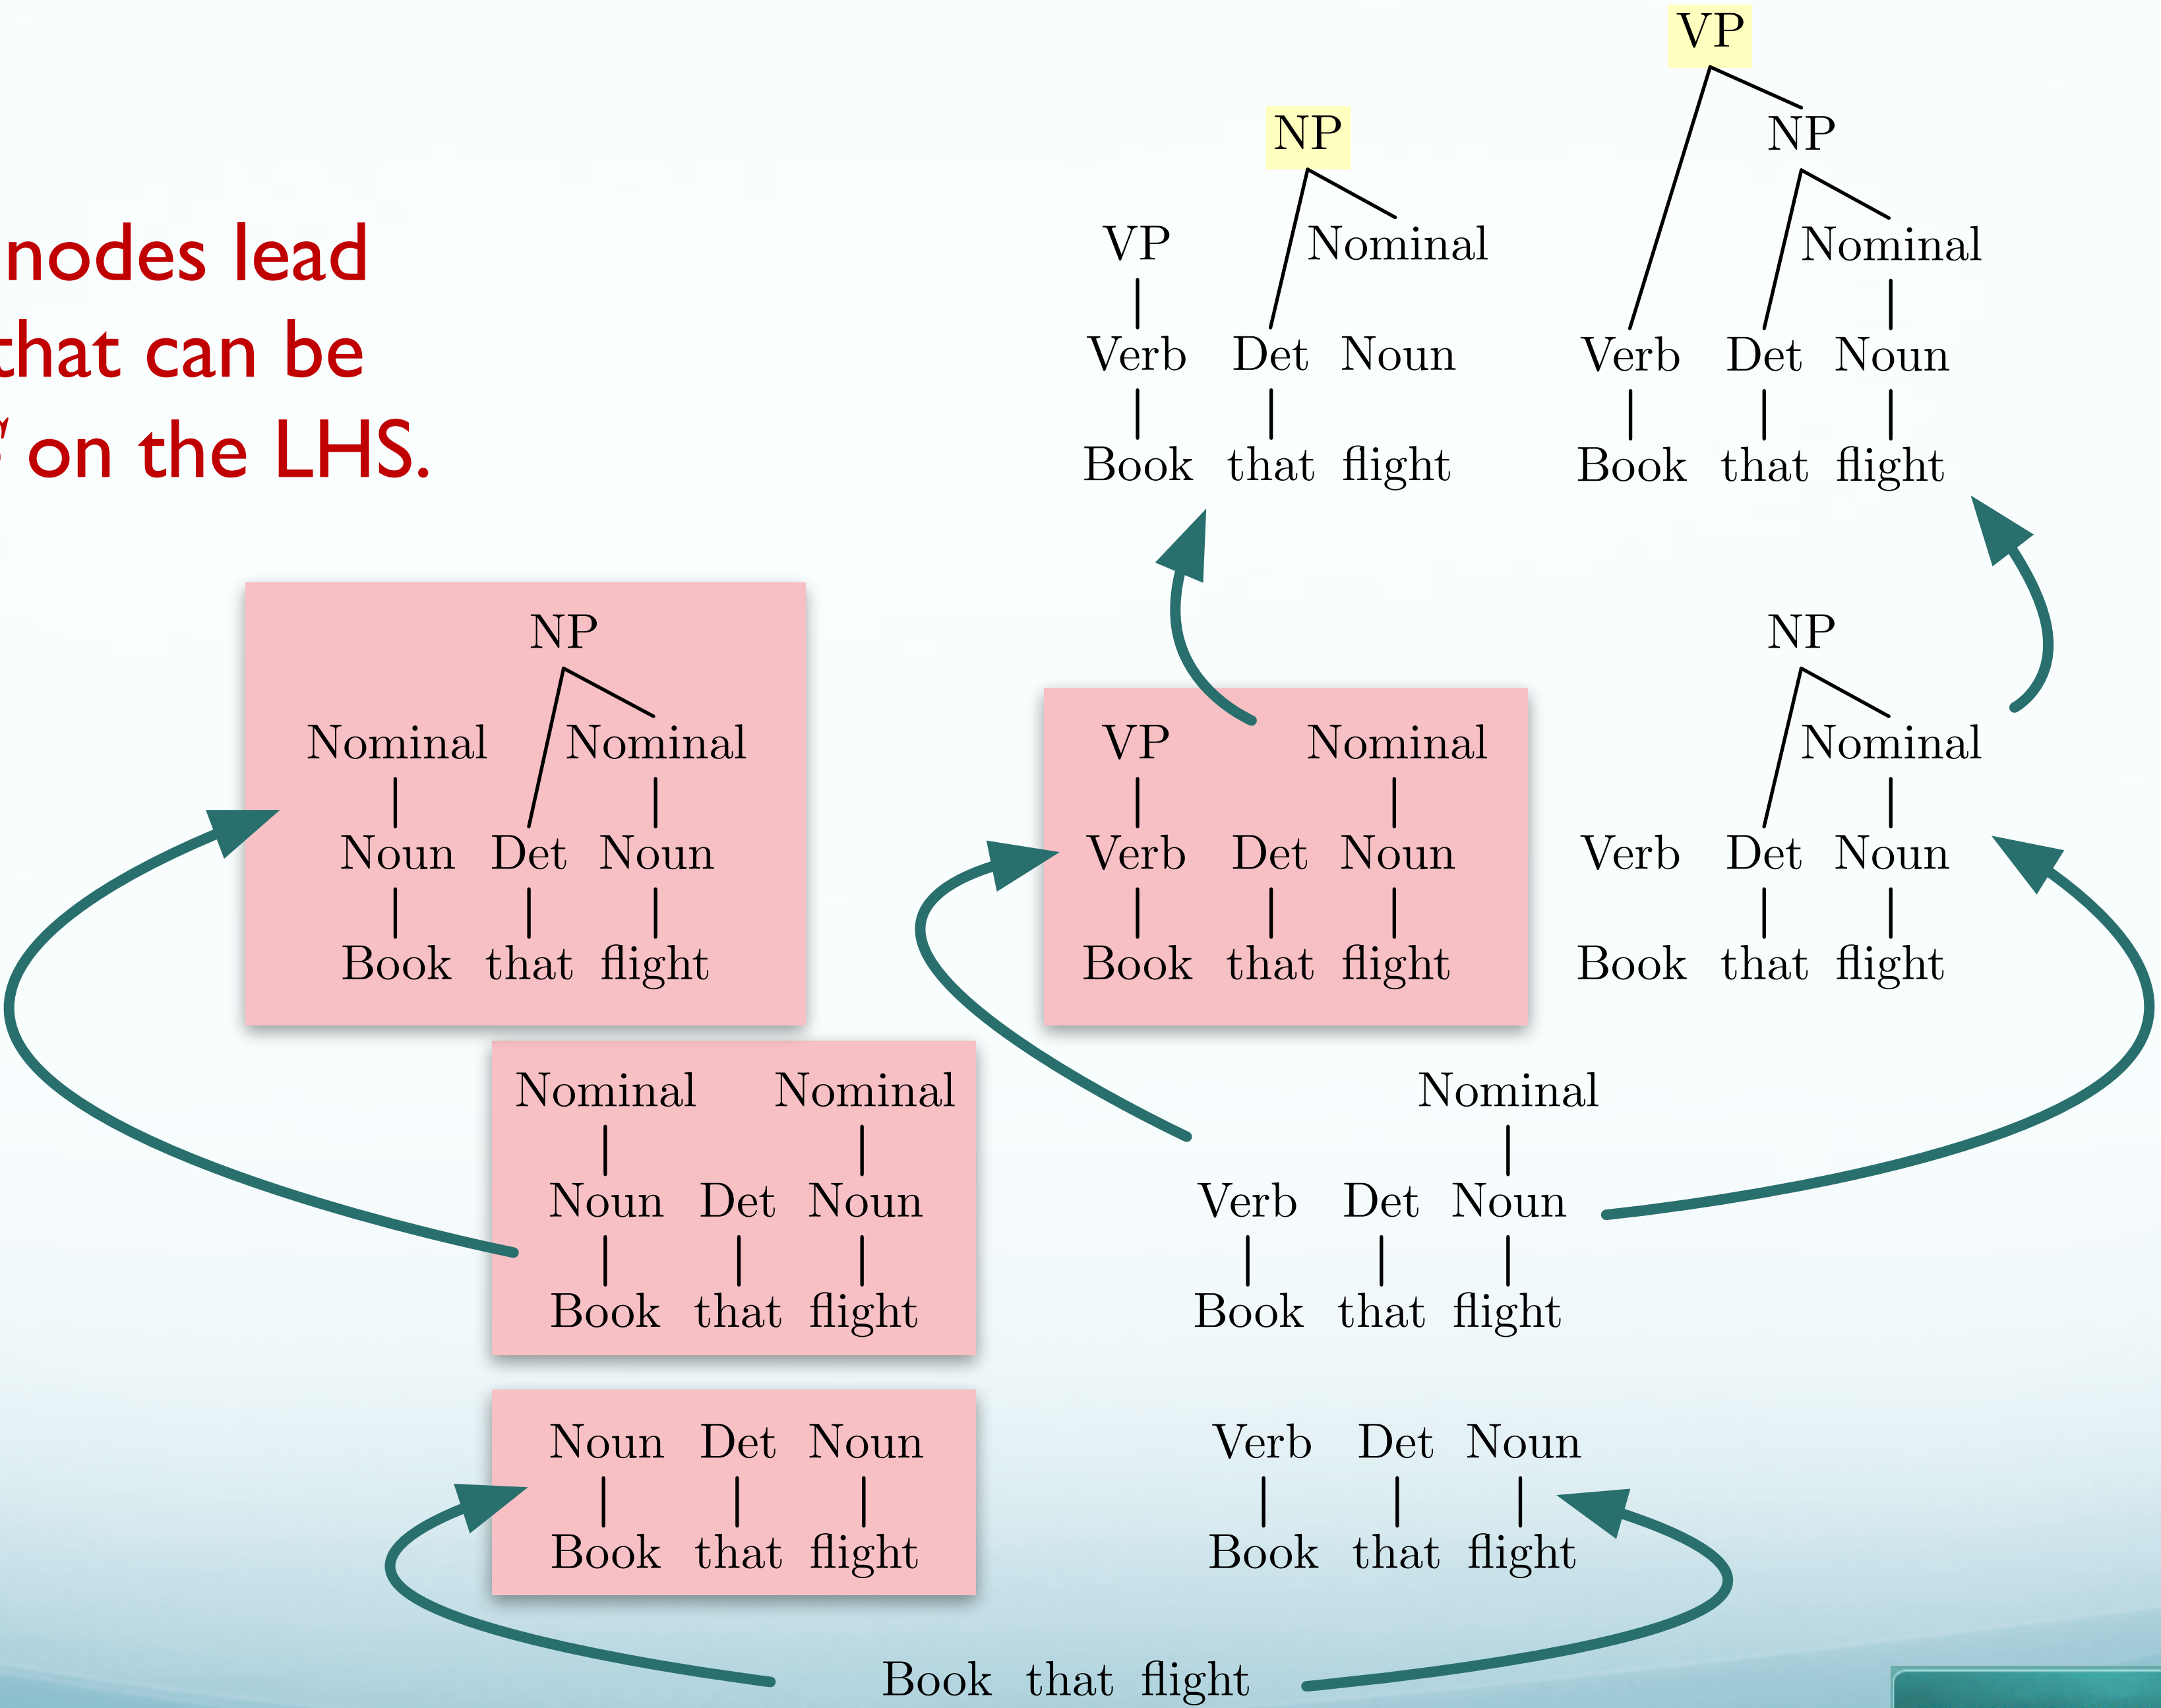 VP
NP
NP
VP Nominal Nominal
Verb Det Noun Verb Det Noun
Book that flight Book that flight
nodes lead
that can be
on the LHS.
NP NP
Nominal Nominal VP Nominal Nominal
Noun Det Noun Verb Det Noun Verb Det Noun
Book that flight Book that flight Book that flight
Nominal Nominal Nominal
Noun Det Noun Verb Det Noun
Book that flight Book that flight
Noun Det Noun Verb Det Noun
Book that flight Book that flight
Book that flight